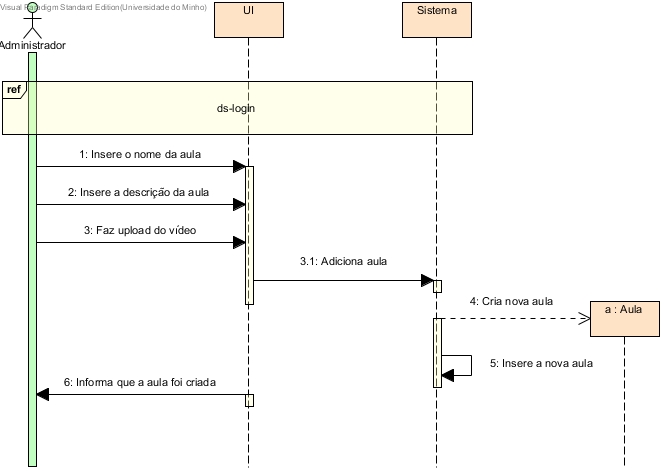 Visual Paradigm Standard Edition(Universidade do Minho)
UI
Sistema
Administrador
ref
ds-login
1: Insere o nome da aula
2: Insere a descrição da aula
3: Faz upload do vídeo
3.1: Adiciona aula
4: Cria nova aula
a : Aula
5: Insere a nova aula
6: Informa que a aula foi criada